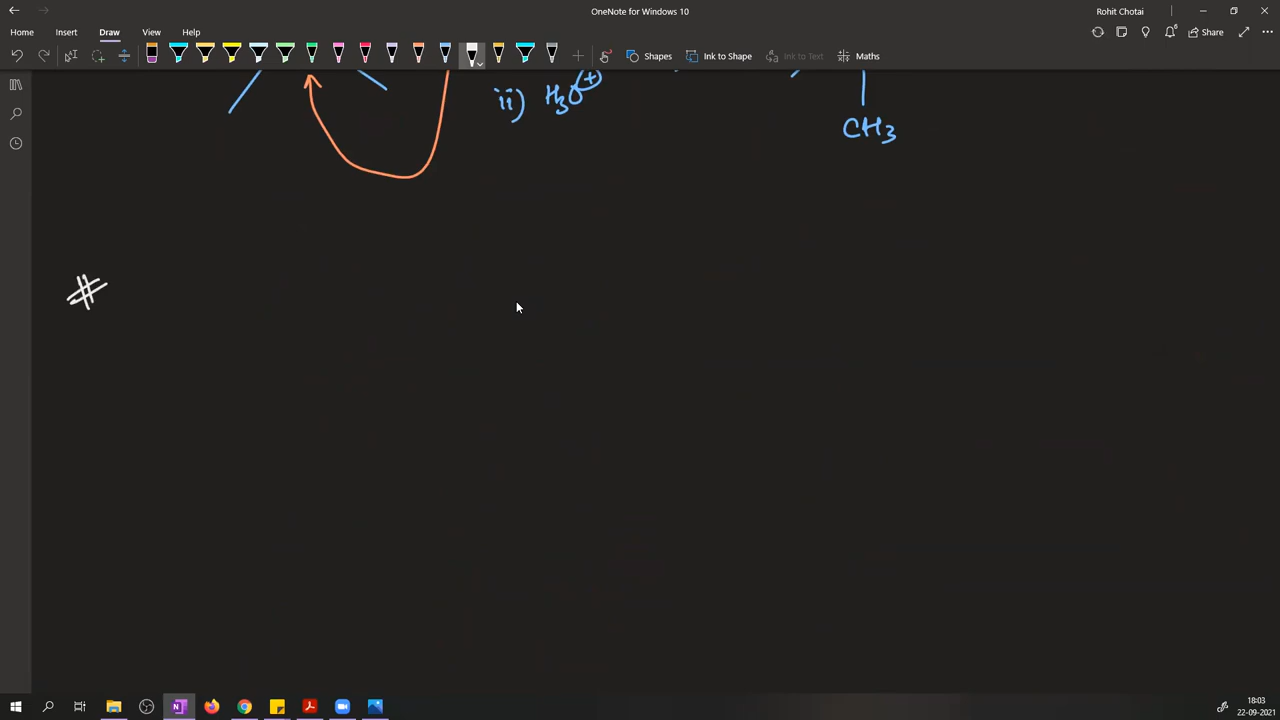 OneNote for Windows 10
Rohit Chotai
Home Insert Draw View Help
Share
Shapes Ink to Shape Ink to Text Maths
ii) H3O+
CH3
#
18:03
22-09-2021